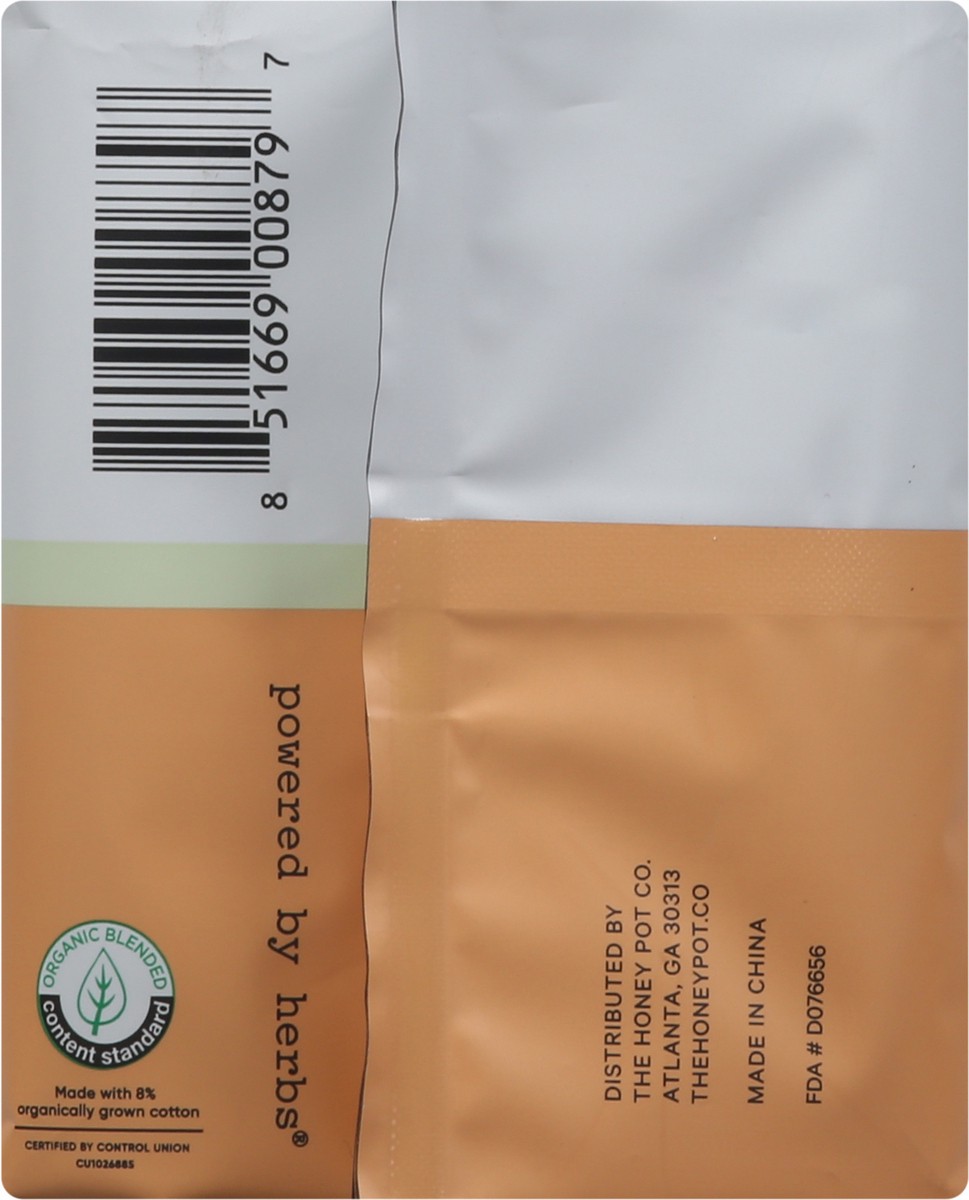 8 51669 00879 7
powered by herbs®
ORGANIC BLENDED
content standard
Made with 8%
organically grown cotton
CERTIFIED BY CONTROL UNION
CU1026885
DISTRIBUTED BY
THE HONEY POT CO.
ATLANTA, GA 30313
THEHONEYPOT.CO
MADE IN CHINA
FDA # D076656